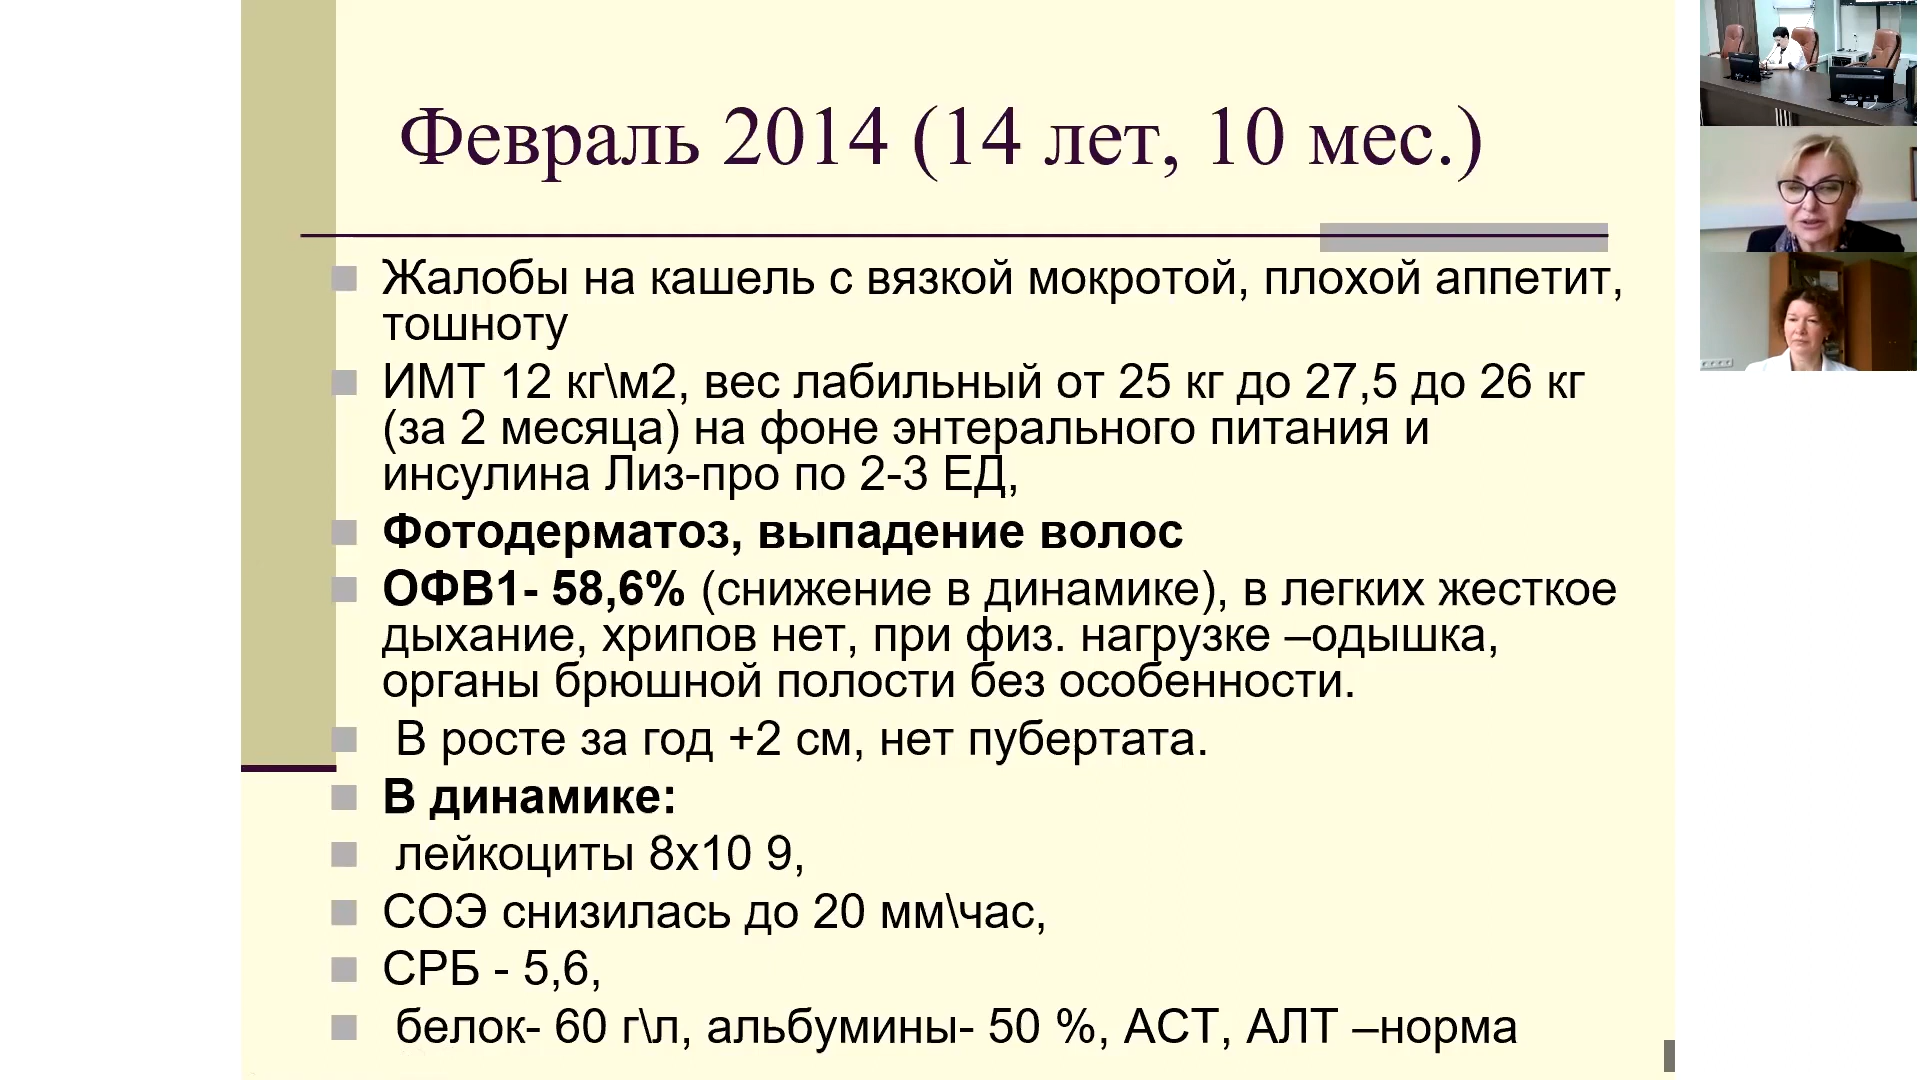 Февраль 2014 (14 лет, 10 мес.)
Жалобы на кашель с вязкой мокротой, плохой аппетит,
тошноту
ИМТ 12 кг\м2, вес лабильный от 25 кг до 27,5 до 26 кг
(за 2 месяца) на фоне энтерального питания и
инсулина Лиз-про по 2-3 ЕД,
Фотодерматоз, выпадение волос
ОФВ1- 58,6% (снижение в динамике), в легких жесткое
дыхание, хрипов нет, при физ. нагрузке –одышка,
органы брюшной полости без особенности.
В росте за год +2 см, нет пубертата.
В динамике:
лейкоциты 8х10 9,
СОЭ снизилась до 20 мм\час,
СРБ - 5,6,
белок- 60 г\л, альбумины- 50 %, АСТ, АЛТ –норма